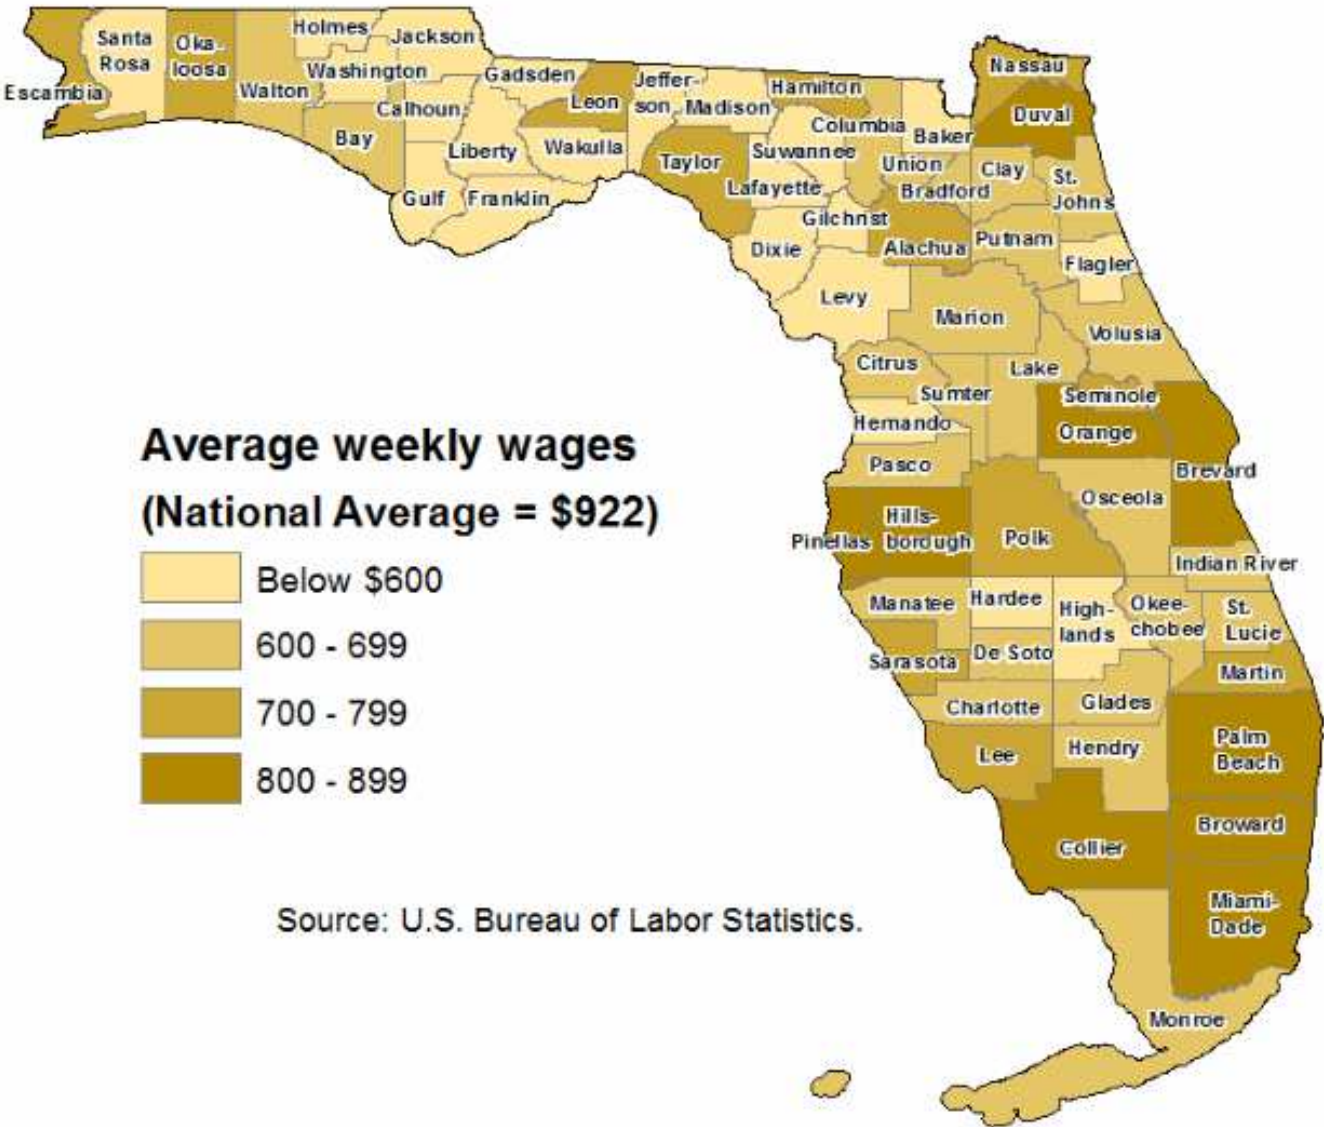 Holmes
Jackson
Santa
Rosa
Oka-
loosa
Escambia
Walton
Washington
Bay
Calhoun
Gadsden
Liberty
Gulf
Franklin
Leon
Wakulla
Jeffer-
son
Madison
Taylor
Hamilton
Suwannee
Lafayette
Columbia
Baker
Nassau
Duval
Union
Bradford
Clay
St.
Johns
Gilchrist
Dixie
Alachua
Putnam
Flagler
Levy
Marion
Volusia
Citrus
Lake
Sumter
Seminole
Hernando
Orange
Pasco
Brevard
Osceola
Pinellas
Hills-
borough
Polk
Indian River
Manatee
Hardee
High-
lands
Okee-
chobee
St.
Lucie
Sarasota
De Soto
Martin
Charlotte
Glades
Lee
Hendry
Palm
Beach
Broward
Collier
Miami-
Dade
Monroe
Average weekly wages
(National Average = $922)
Below $600
600 - 699
700 - 799
800 - 899
Source: U.S. Bureau of Labor Statistics.